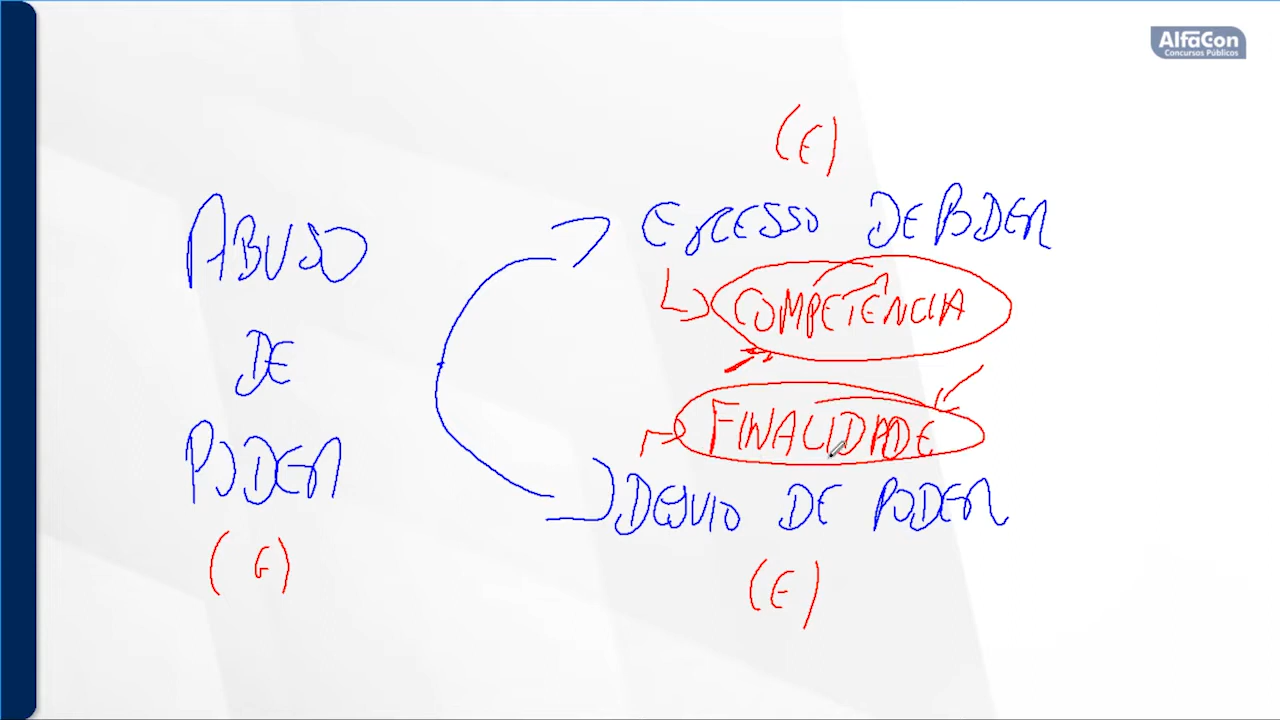 AlfaCon
Concursos Públicos
(E)
EXCESSO DE PODER
COMPETÊNCIA
ABUSO
DE
PODER
(G)
FINALIDADE
DESVIO DE PODER
(E)